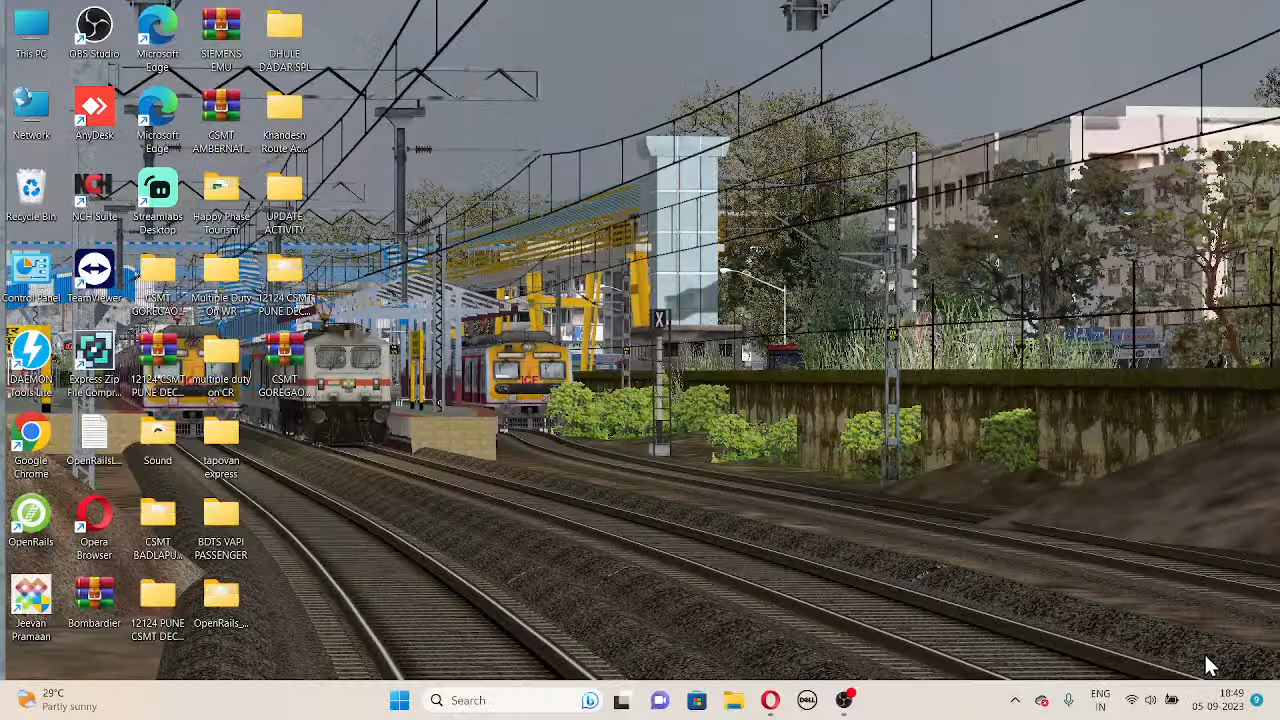 This PC
OBS Studio
Microsoft
Edge
SIEMENS
EMU
DHULE
DADAR SPL
Network
AnyDesk
Microsoft
Edge
CSMT
AMBERNAT...
Khandesh
Route Ac...
Recycle Bin
NCH
NCH Suite
Streamlabs
Desktop
Happy Phase
Tourism
UPDATE
ACTIVITY
Control Panel
TeamViewer
CSMT
GOREGAO...
Multiple Duty
On WR
12124 CSMT
PUNE DEC...
DAEMON
Tools Lite
Express Zip
File Compr...
12124 CSMT
PUNE DEC...
multiple duty
on CR
CSMT
GOREGAO...
Google
Chrome
OpenRailsL...
Sound
tapovan
express
OpenRails
Opera
Browser
CSMT
BADLAPU...
BDTS VAPI
PASSENGER
Jeevan
Pramaan
Bombardier
12124 PUNE
CSMT DEC...
OpenRails_...
X
ICF
29°C
Partly sunny
Search
DELL
ENG
IN
18:49
05-09-2023
9